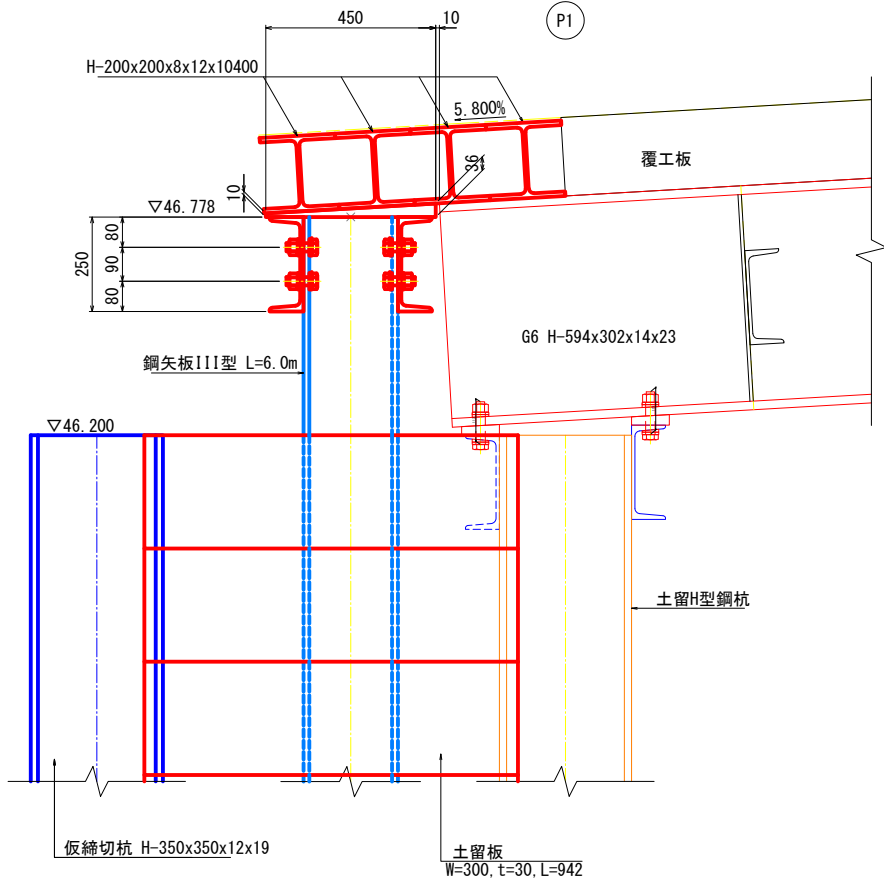 450
10
P1
H-200x200x8x12x10400
5.800%
覆工板
36
10
▽46.778
80
250
90
80
G6 H-594x302x14x23
鋼矢板III型 L=6.0m
▽46.200
土留H型鋼杭
仮締切杭 H-350x350x12x19
土留板
W=300,t=30,L=942